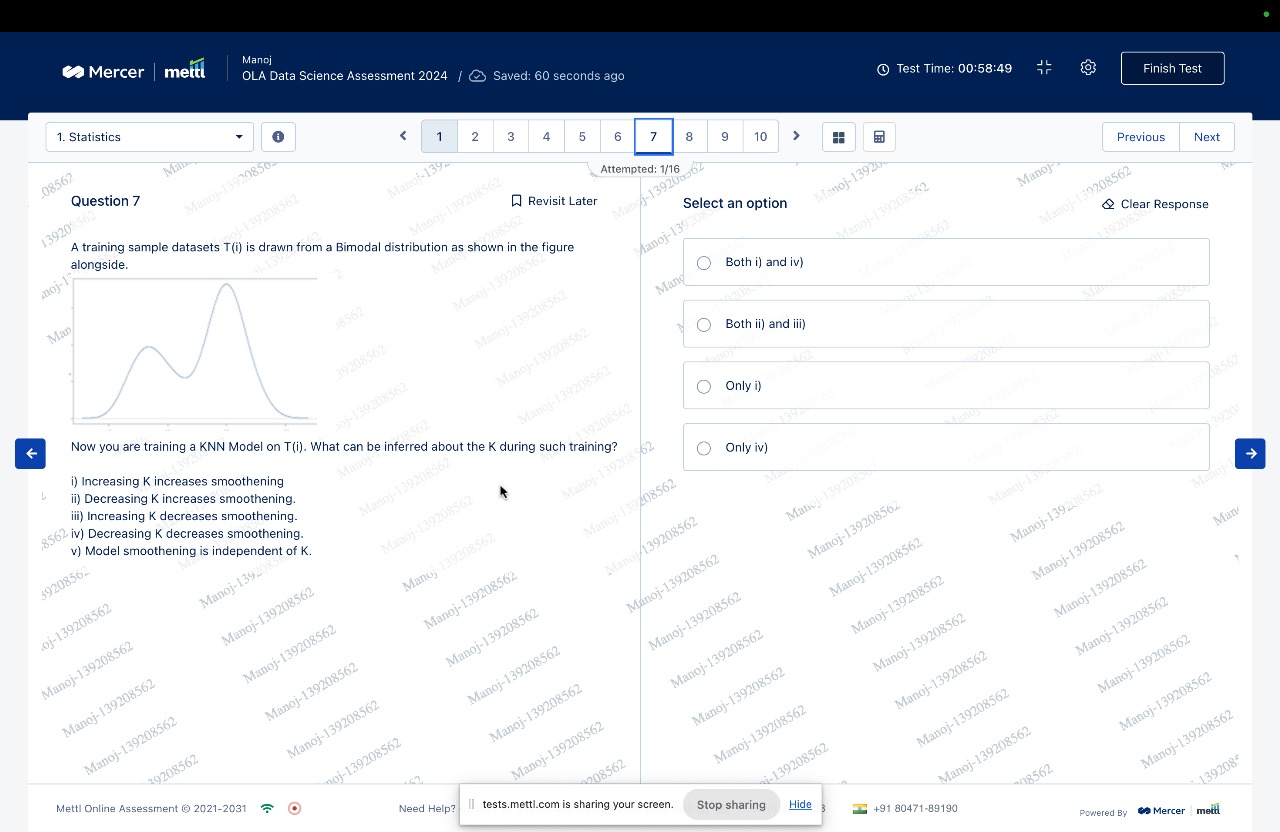 Manoj
Mercer | mettl
OLA Data Science Assessment 2024 / Saved: 60 seconds ago
Test Time: 00:58:49
Finish Test
1. Statistics
1 2 3 4 5 6 7 8 9 10
Previous Next
Attempted: 1/16
Question 7
Revisit Later
A training sample datasets T(i) is drawn from a Bimodal distribution as shown in the figure
alongside.
Now you are training a KNN Model on T(i). What can be inferred about the K during such training?
i) Increasing K increases smoothening
ii) Decreasing K increases smoothening.
iii) Increasing K decreases smoothening.
iv) Decreasing K decreases smoothening.
v) Model smoothening is independent of K.
Select an option
Clear Response
Both i) and iv)
Both ii) and iii)
Only i)
Only iv)
Manoj-139208562
Mettl Online Assessment © 2021-2031
Need Help?
tests.mettl.com is sharing your screen.
Stop sharing
Hide
+91 80471-89190
Powered By Mercer | mettl